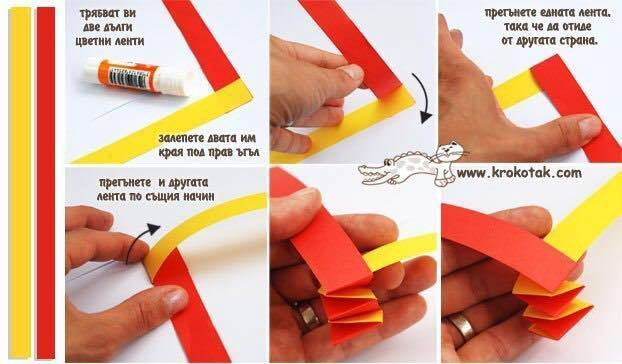 трябват ви
две дълги
цветни ленти
залепете двата им
края под прав ъгъл
прегънете едната лента.
така че да отиде
от другата страна.
www.krokotak.com
прегънете и другата
лента по същия начин